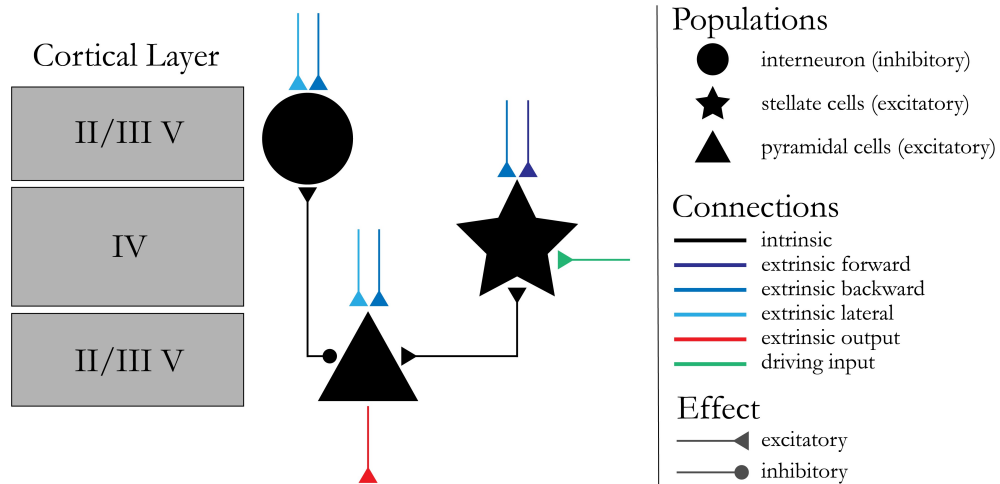 Cortical Layer
II/III V
IV
II/III V
Populations
interneuron (inhibitory)
stellate cells (excitatory)
pyramidal cells (excitatory)
Connections
intrinsic
extrinsic forward
extrinsic backward
extrinsic lateral
extrinsic output
driving input
Effect
excitatory
inhibitory